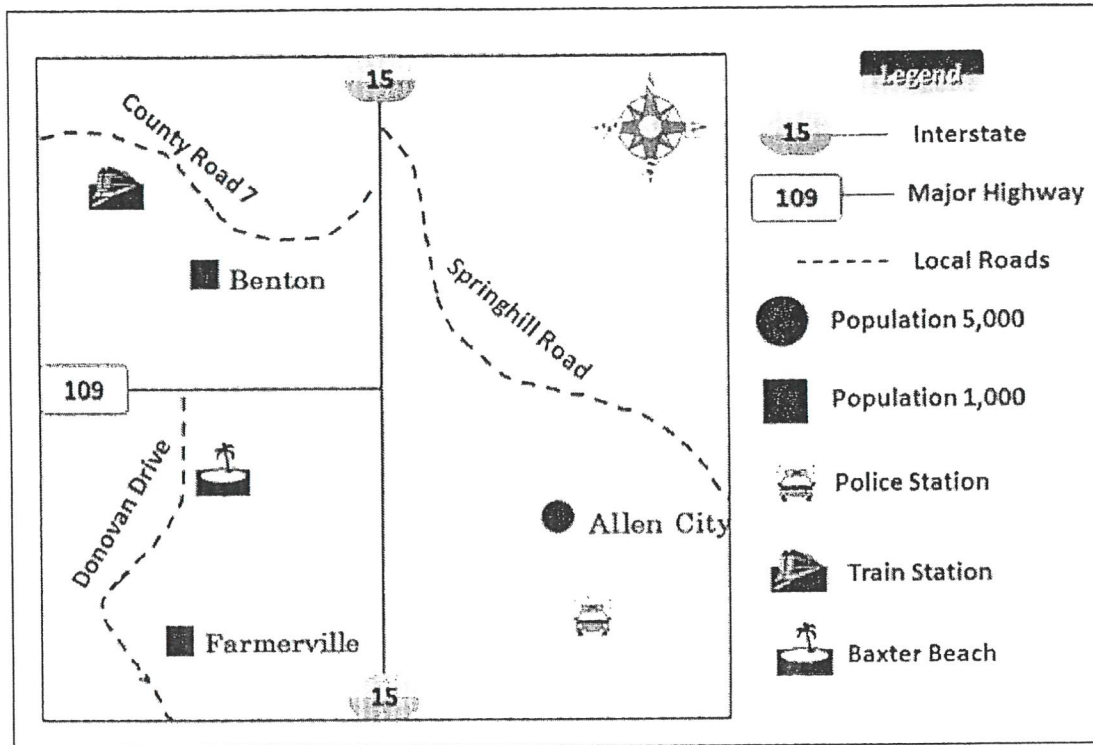 15
County Road 7
Benton
Springhill Road
109
Donovan Drive
Allen City
Farmerville
15
Legend
15 Interstate
109 Major Highway
Local Roads
Population 5,000
Population 1,000
Police Station
Train Station
Baxter Beach